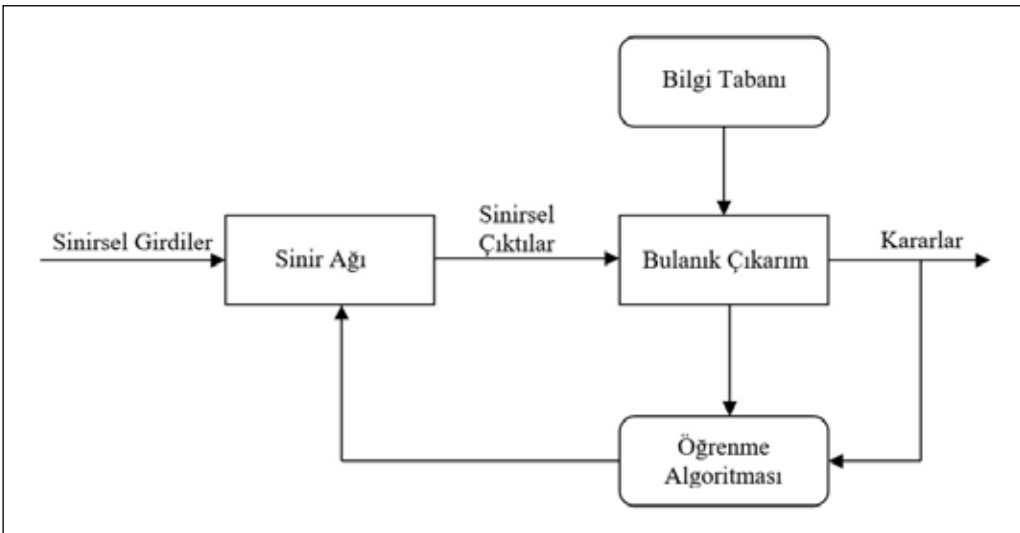 Bilgi Tabanı
Sinirsel Girdiler
Sinir Ağı
Sinirsel
Çıktılar
Bulanık Çıkarım
Kararlar
Öğrenme
Algoritması